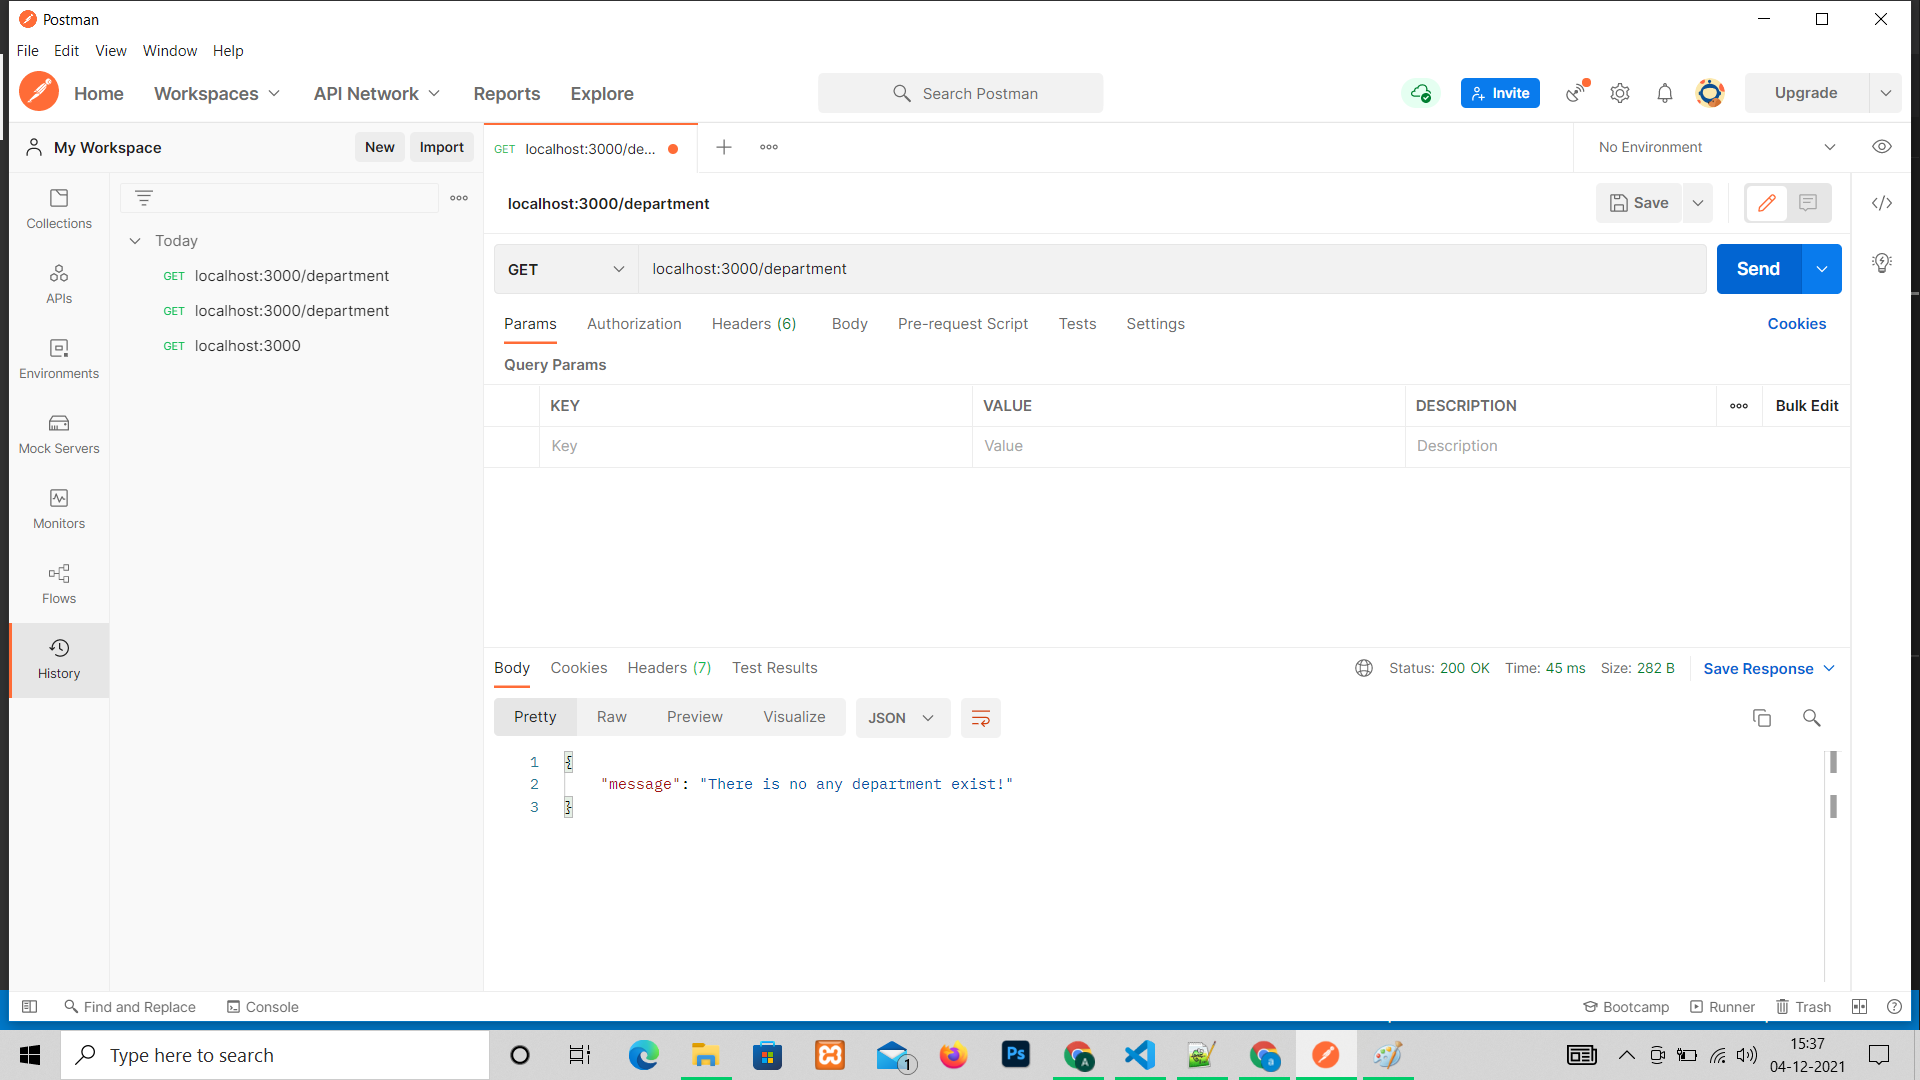 Postman
File Edit View Window Help
Home Workspaces API Network Reports Explore Search Postman Invite Upgrade
My Workspace New Import GET localhost:3000/de... No Environment
Collections
APIs
Environments
Mock Servers
Monitors
Flows
History
Today
GET localhost:3000/department
GET localhost:3000/department
GET localhost:3000
localhost:3000/department Save
GET localhost:3000/department Send
Params Authorization Headers (6) Body Pre-request Script Tests Settings Cookies
Query Params
KEY VALUE DESCRIPTION Bulk Edit
Key Value Description
Body Cookies Headers (7) Test Results Status: 200 OK Time: 45 ms Size: 282 B Save Response
Pretty Raw Preview Visualize JSON
1 {
2 "message": "There is no any department exist!"
3 }
Find and Replace Console Bootcamp Runner Trash
Type here to search Ps 1 A a 15:37
04-12-2021